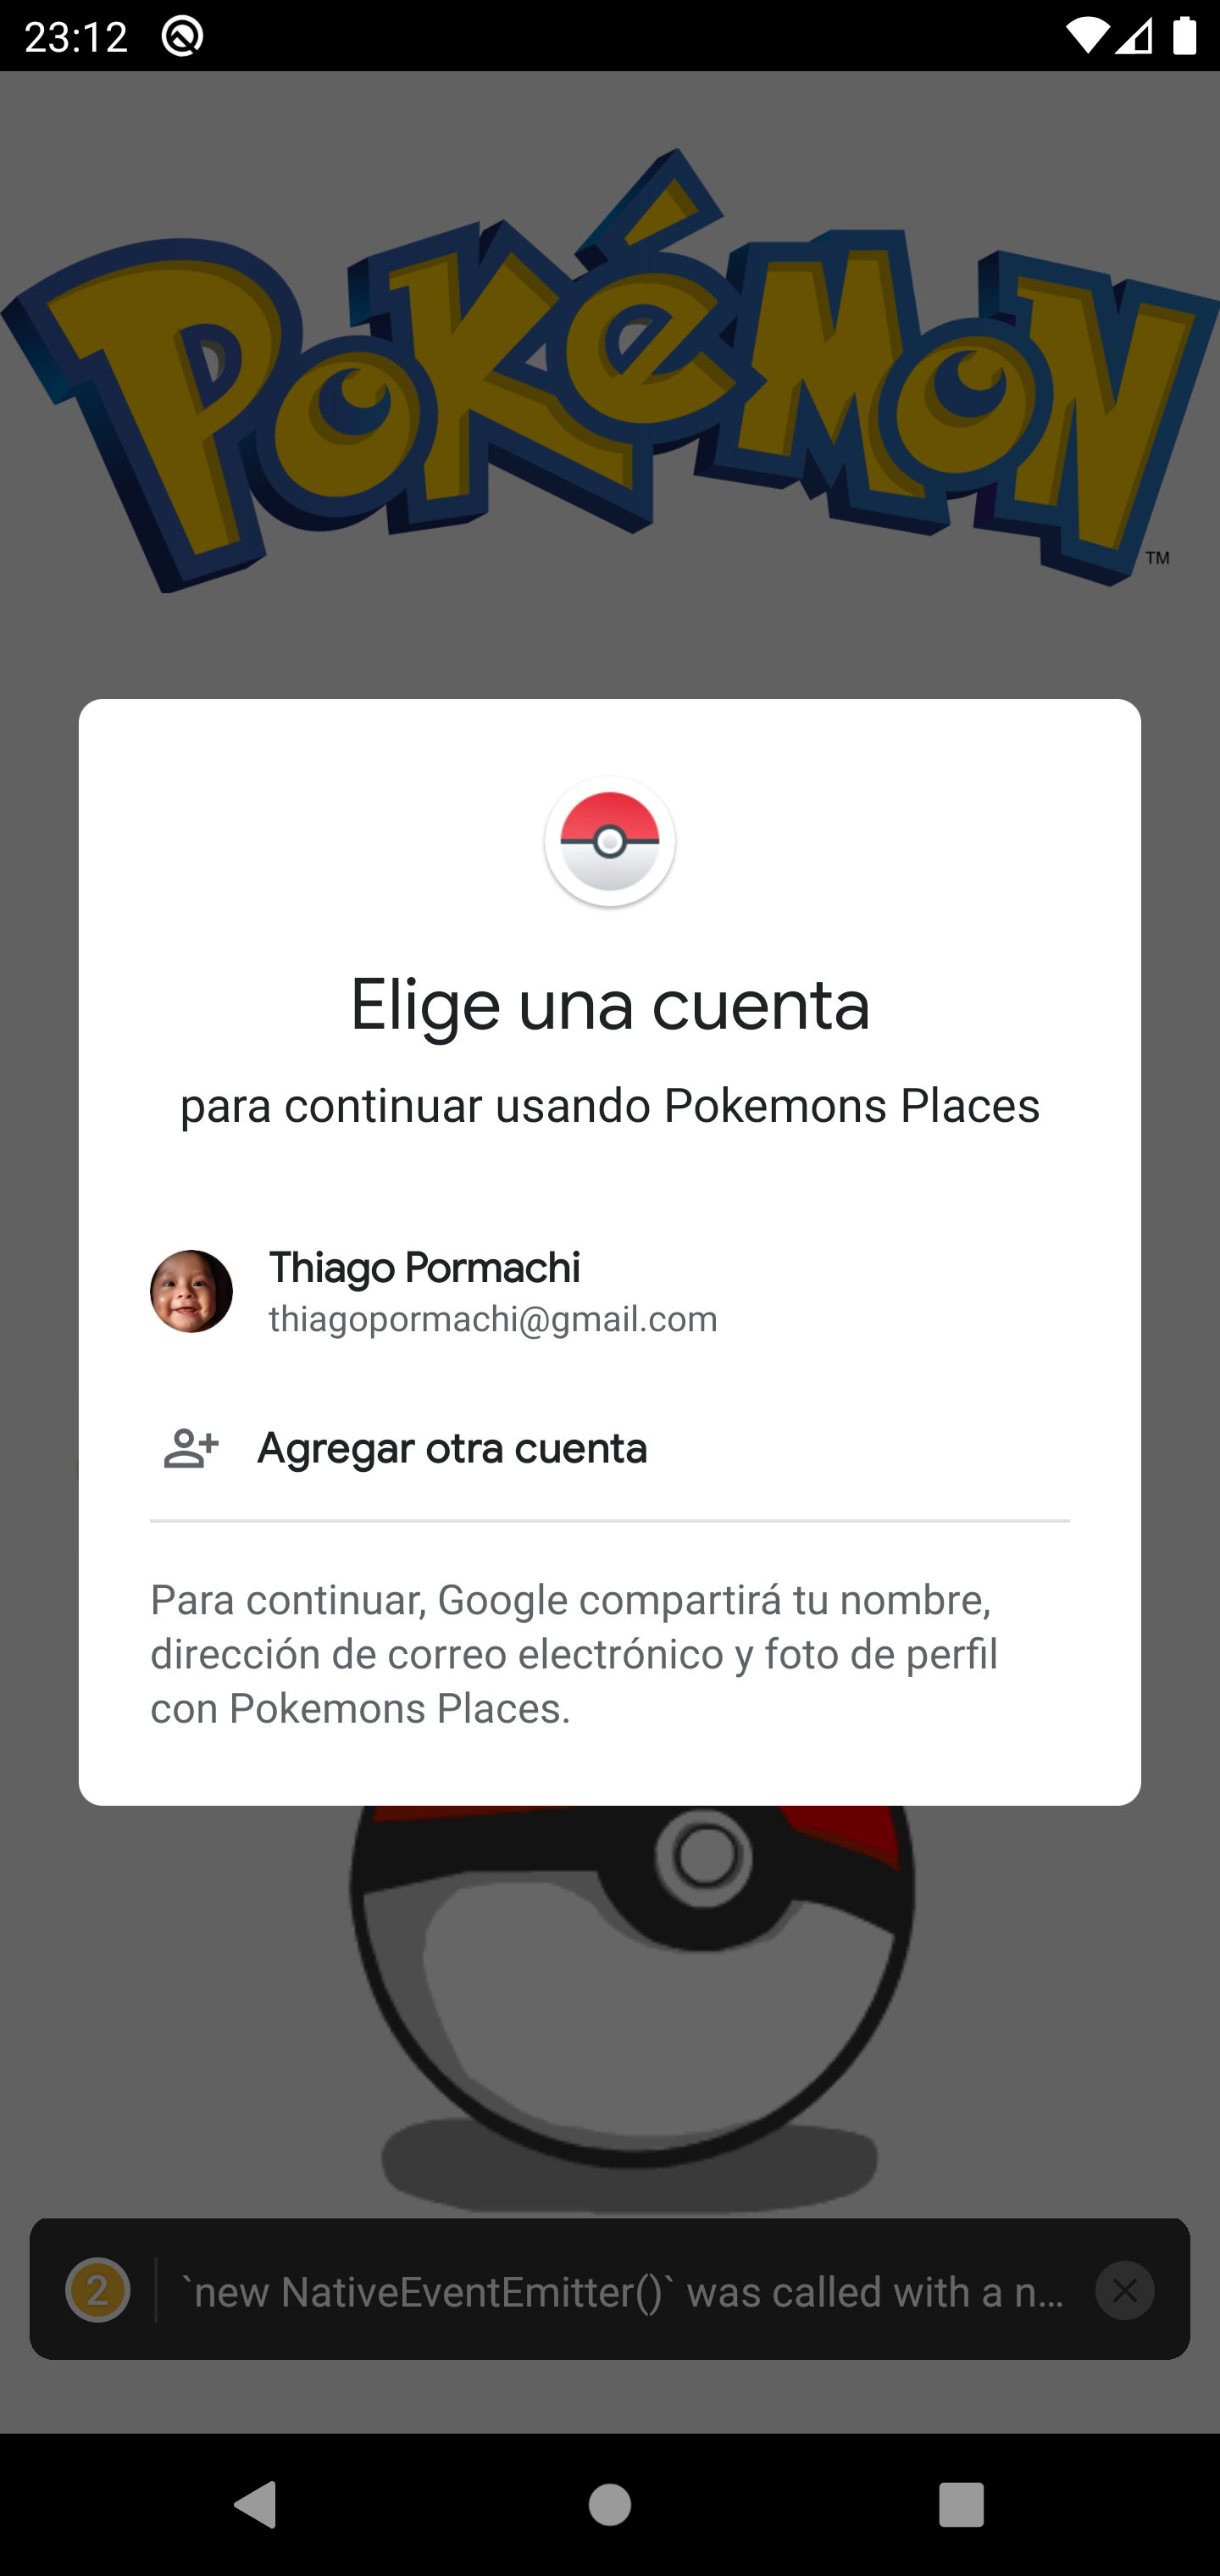 23:12
POKéMON
TM
Elige una cuenta
para continuar usando Pokemons Places
Thiago Pormachi
thiagopormachi@gmail.com
Agregar otra cuenta
Para continuar, Google compartirá tu nombre,
dirección de correo electrónico y foto de perfil
con Pokemons Places.
2 `new NativeEventEmitter()` was called with a n…